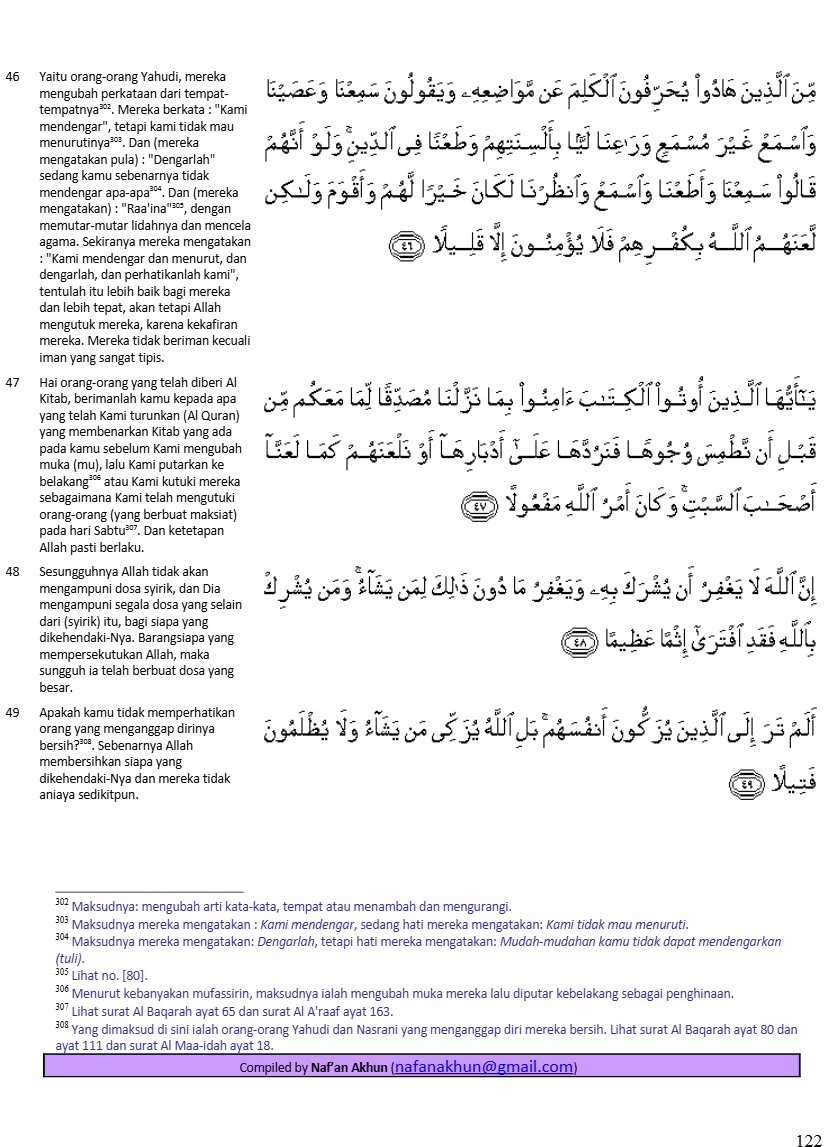 46 Yaitu orang-orang Yahudi, mereka
mengubah perkataan dari tempat-
tempatnya³⁰². Mereka berkata : "Kami
mendengar", tetapi kami tidak mau
menurutinya³⁰³. Dan (mereka
mengatakan pula) : "Dengarlah"
sedang kamu sebenarnya tidak
mendengar apa-apa³⁰⁴. Dan (mereka
mengatakan) : "Raa'ina"³⁰⁵, dengan
memutar-mutar lidahnya dan mencela
agama. Sekiranya mereka mengatakan
: "Kami mendengar dan menurut, dan
dengarlah, dan perhatikanlah kami",
tentulah itu lebih baik bagi mereka
dan lebih tepat, akan tetapi Allah
mengutuk mereka, karena kekafiran
mereka. Mereka tidak beriman kecuali
iman yang sangat tipis.
مِّنَ ٱلَّذِينَ هَادُواْ يُحَرِّفُونَ ٱلْكَلِمَ عَن مَّوَاضِعِهِۦ وَيَقُولُونَ سَمِعْنَا وَعَصَيْنَا
وَٱسْمَعْ غَيْرَ مُسْمَعٍ وَرَٰعِنَا لَيًّۢا بِأَلْسِنَتِهِمْ وَطَعْنًا فِى ٱلدِّينِ ۚ وَلَوْ أَنَّهُمْ
قَالُواْ سَمِعْنَا وَأَطَعْنَا وَٱسْمَعْ وَٱنظُرْنَا لَكَانَ خَيْرًا لَّهُمْ وَأَقْوَمَ وَلَـٰكِن
لَّعَنَهُمُ ٱللَّهُ بِكُفْرِهِمْ فَلَا يُؤْمِنُونَ إِلَّا قَلِيلًا ٤٦
47 Hai orang-orang yang telah diberi Al
Kitab, berimanlah kamu kepada apa
yang telah Kami turunkan (Al Quran)
yang membenarkan Kitab yang ada
pada kamu sebelum Kami mengubah
muka (mu), lalu Kami putarkan ke
belakang³⁰⁶ atau Kami kutuki mereka
sebagaimana Kami telah mengutuki
orang-orang (yang berbuat maksiat)
pada hari Sabtu³⁰⁷. Dan ketetapan
Allah pasti berlaku.
يَـٰٓأَيُّهَا ٱلَّذِينَ أُوتُواْ ٱلْكِتَـٰبَ ءَامِنُواْ بِمَا نَزَّلْنَا مُصَدِّقًا لِّمَا مَعَكُم مِّن
قَبْلِ أَن نَّطْمِسَ وُجُوهًا فَنَرُدَّهَا عَلَىٰٓ أَدْبَارِهَآ أَوْ نَلْعَنَهُمْ كَمَا لَعَنَّآ
أَصْحَـٰبَ ٱلسَّبْتِ ۚ وَكَانَ أَمْرُ ٱللَّهِ مَفْعُولًا ٤٧
48 Sesungguhnya Allah tidak akan
mengampuni dosa syirik, dan Dia
mengampuni segala dosa yang selain
dari (syirik) itu, bagi siapa yang
dikehendaki-Nya. Barangsiapa yang
mempersekutukan Allah, maka
sungguh ia telah berbuat dosa yang
besar.
إِنَّ ٱللَّهَ لَا يَغْفِرُ أَن يُشْرَكَ بِهِۦ وَيَغْفِرُ مَا دُونَ ذَٰلِكَ لِمَن يَشَآءُ ۚ وَمَن يُشْرِكْ
بِٱللَّهِ فَقَدِ ٱفْتَرَىٰٓ إِثْمًا عَظِيمًا ٤٨
49 Apakah kamu tidak memperhatikan
orang yang menganggap dirinya
bersih?³⁰⁸. Sebenarnya Allah
membersihkan siapa yang
dikehendaki-Nya dan mereka tidak
aniaya sedikitpun.
أَلَمْ تَرَ إِلَى ٱلَّذِينَ يُزَكُّونَ أَنفُسَهُم ۚ بَلِ ٱللَّهُ يُزَكِّى مَن يَشَآءُ وَلَا يُظْلَمُونَ
فَتِيلًا ٤٩
³⁰² Maksudnya: mengubah arti kata-kata, tempat atau menambah dan mengurangi.
³⁰³ Maksudnya mereka mengatakan : Kami mendengar, sedang hati mereka mengatakan: Kami tidak mau menuruti.
³⁰⁴ Maksudnya mereka mengatakan: Dengarlah, tetapi hati mereka mengatakan: Mudah-mudahan kamu tidak dapat mendengarkan
(tuli).
³⁰⁵ Lihat no. [80].
³⁰⁶ Menurut kebanyakan mufassirin, maksudnya ialah mengubah muka mereka lalu diputar kebelakang sebagai penghinaan.
³⁰⁷ Lihat surat Al Baqarah ayat 65 dan surat Al A'raaf ayat 163.
³⁰⁸ Yang dimaksud di sini ialah orang-orang Yahudi dan Nasrani yang menganggap diri mereka bersih. Lihat surat Al Baqarah ayat 80 dan
ayat 111 dan surat Al Maa-idah ayat 18.
Compiled by Naf'an Akhun (nafanakhun@gmail.com)
122